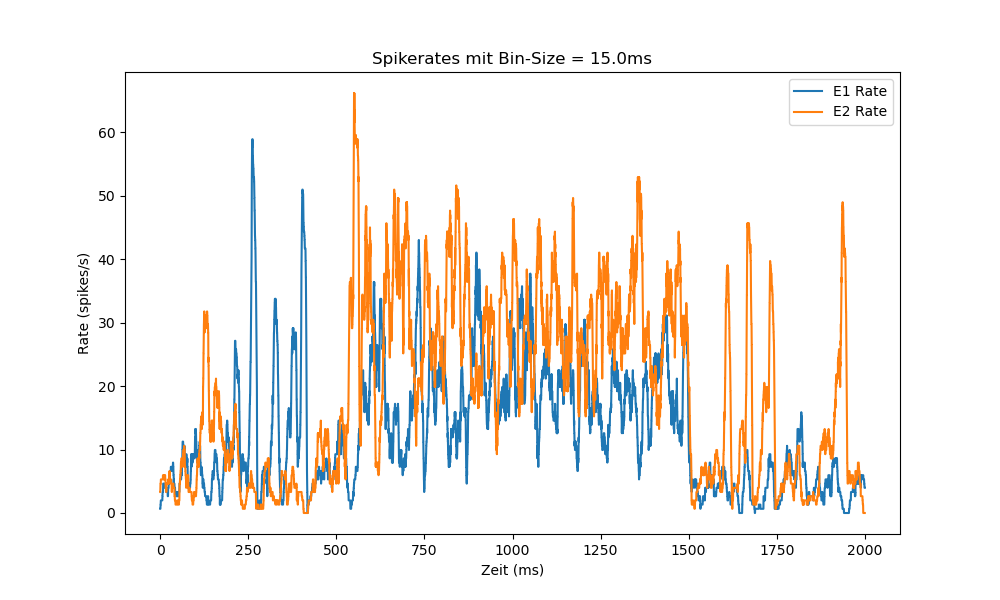 Spikerates mit Bin-Size = 15.0ms
E1 Rate
E2 Rate
Rate (spikes/s)
60
50
40
30
20
10
0
0 250 500 750 1000 1250 1500 1750 2000
Zeit (ms)